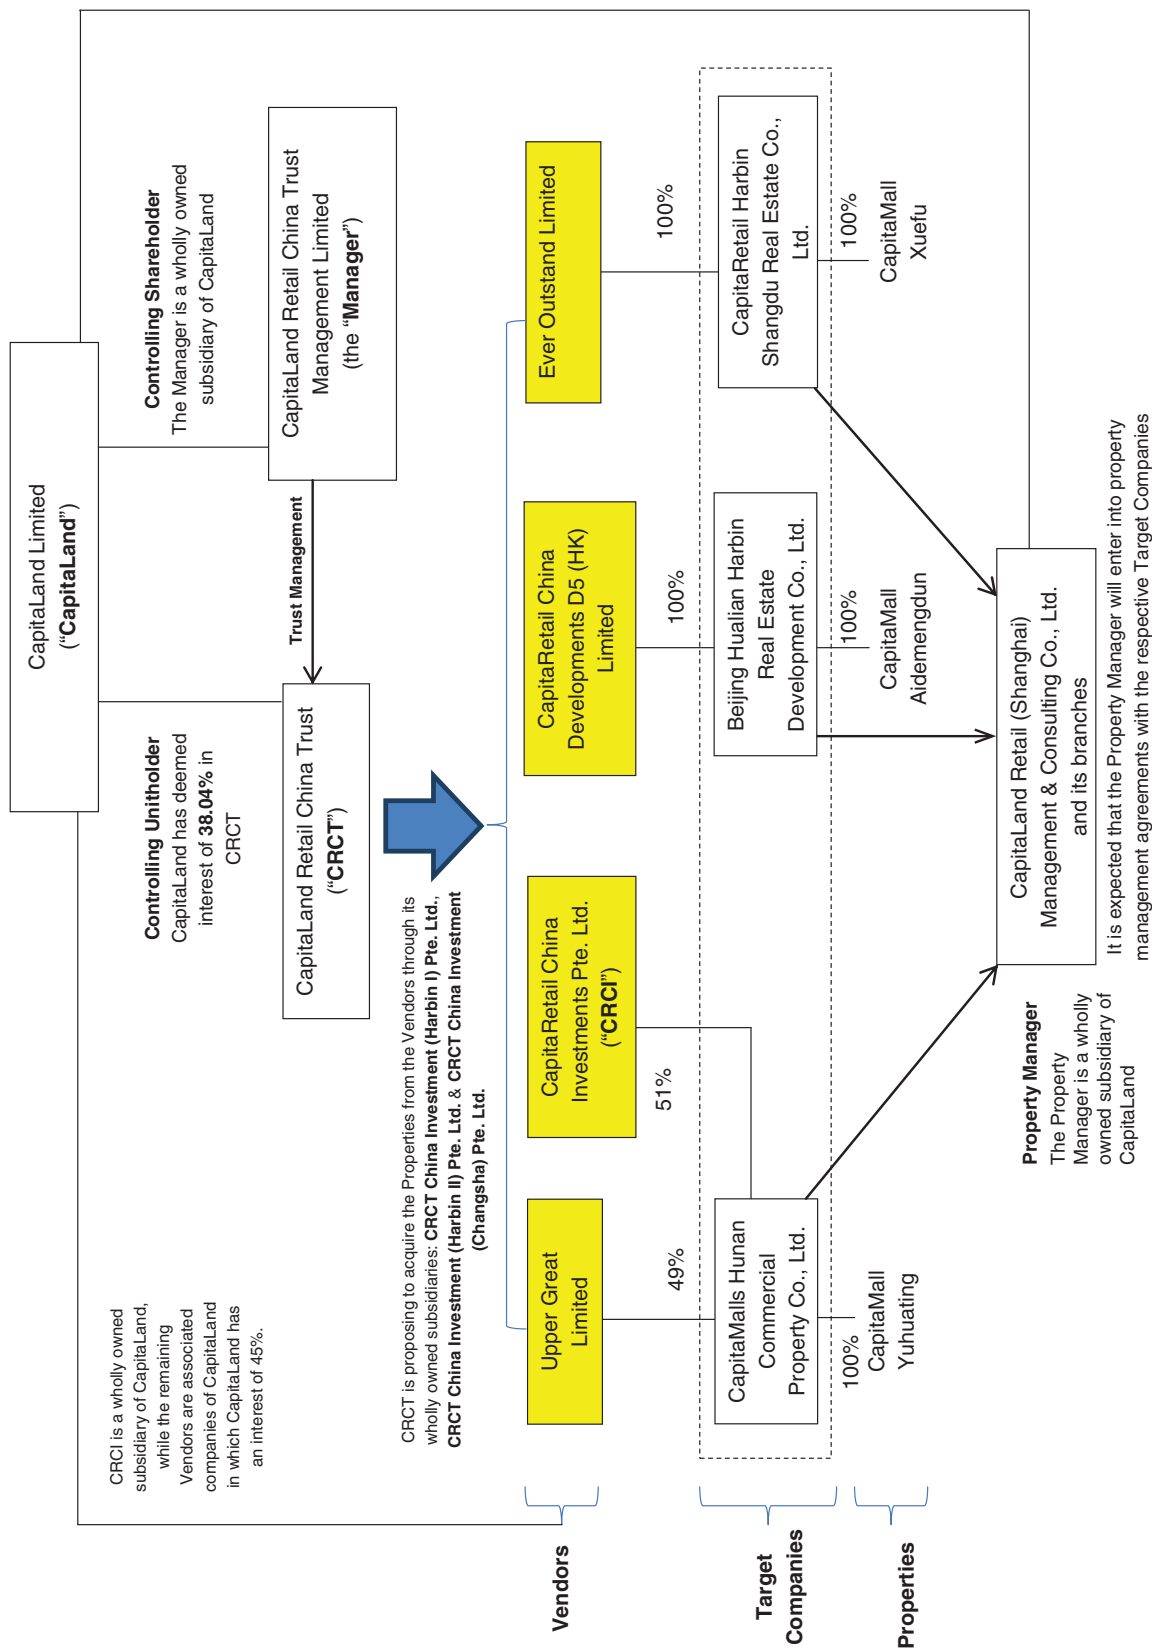 CapitaLand Limited
(“CapitaLand”)
Controlling Unitholder
CapitaLand has deemed
interest of 38.04% in
CRCT
Controlling Shareholder
The Manager is a wholly owned
subsidiary of CapitaLand
CRCI is a wholly owned
subsidiary of CapitaLand,
while the remaining
Vendors are associated
companies of CapitaLand
in which CapitaLand has
an interest of 45%.
CapitaLand Retail China Trust
(“CRCT”)
Trust Management
CapitaLand Retail China Trust
Management Limited
(the “Manager”)
CRCT is proposing to acquire the Properties from the Vendors through its
wholly owned subsidiaries: CRCT China Investment (Harbin I) Pte. Ltd.,
CRCT China Investment (Harbin II) Pte. Ltd. & CRCT China Investment
(Changsha) Pte. Ltd.
Vendors
Upper Great
Limited
CapitaRetail China
Investments Pte. Ltd.
(“CRCI”)
CapitaRetail China
Developments D5 (HK)
Limited
Ever Outstand Limited
49%
51%
100%
100%
Target
Companies
CapitaMalls Hunan
Commercial
Property Co., Ltd.
Beijing Hualian Harbin
Real Estate
Development Co., Ltd.
CapitaRetail Harbin
Shangdu Real Estate Co.,
Ltd.
100%
100%
100%
Properties
CapitaMall
Yuhuating
CapitaMall
Aidemengdun
CapitaMall
Xuefu
Property Manager
The Property
Manager is a wholly
owned subsidiary of
CapitaLand
CapitaLand Retail (Shanghai)
Management & Consulting Co., Ltd.
and its branches
It is expected that the Property Manager will enter into property
management agreements with the respective Target Companies